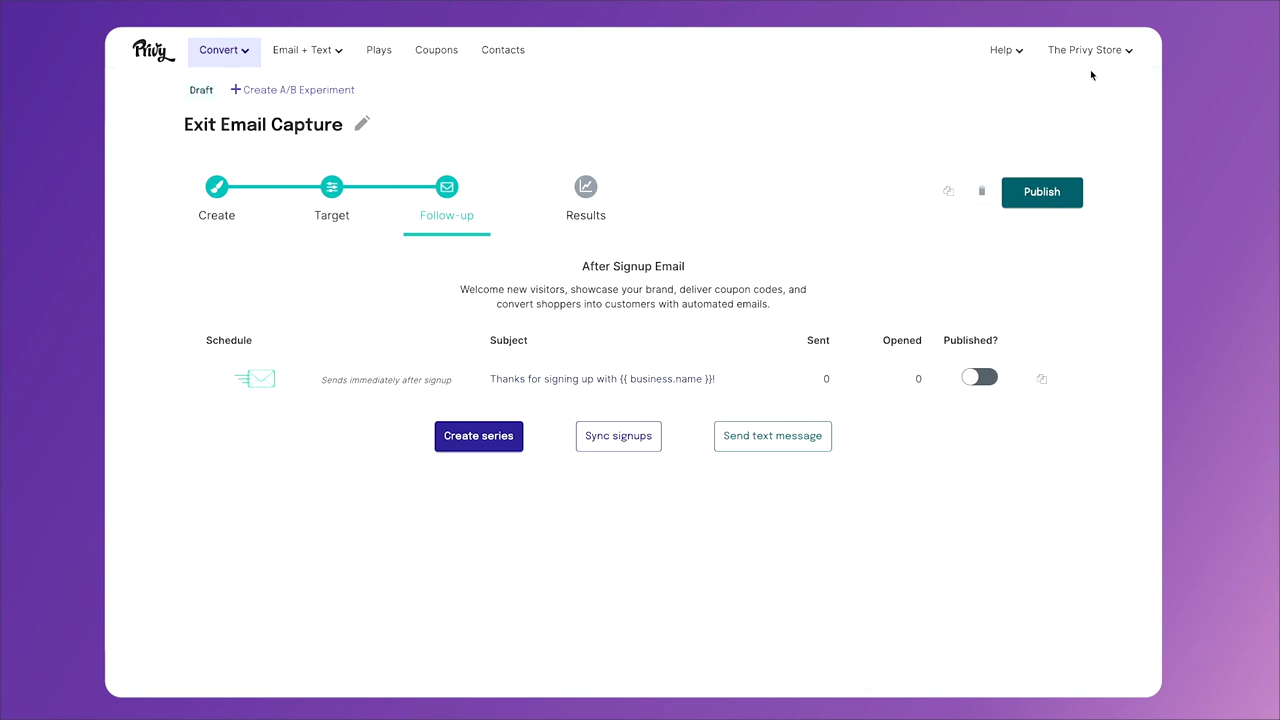 Privy
Convert
Email + Text
Plays
Coupons
Contacts
Help
The Privy Store
Draft
+ Create A/B Experiment
Exit Email Capture
Create
Target
Follow-up
Results
Publish
After Signup Email
Welcome new visitors, showcase your brand, deliver coupon codes, and
convert shoppers into customers with automated emails.
Schedule
Subject
Sent
Opened
Published?
Sends immediately after signup
Thanks for signing up with {{ business.name }}!
0
0
Create series
Sync signups
Send text message